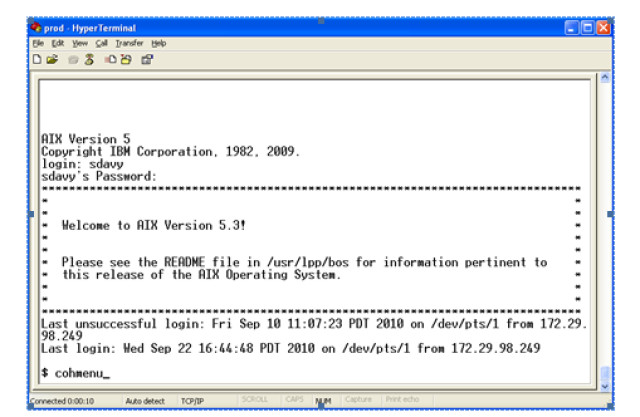 prod - HyperTerminal
File Edit View Call Transfer Help
AIX Version 5
Copyright IBM Corporation, 1982, 2009.
login: sdavy
sdavy's Password:
*******************************************************************************
* *
* *
* Welcome to AIX Version 5.3! *
* *
* *
* Please see the README file in /usr/lpp/bos for information pertinent to *
* this release of the AIX Operating System. *
* *
* *
*******************************************************************************
Last unsuccessful login: Fri Sep 10 11:07:23 PDT 2010 on /dev/pts/1 from 172.29.
98.249
Last login: Wed Sep 22 16:44:48 PDT 2010 on /dev/pts/1 from 172.29.98.249
$ cohmenu_
Connected 0:00:10 Auto detect TCP/IP SCROLL CAPS NUM Capture Print echo